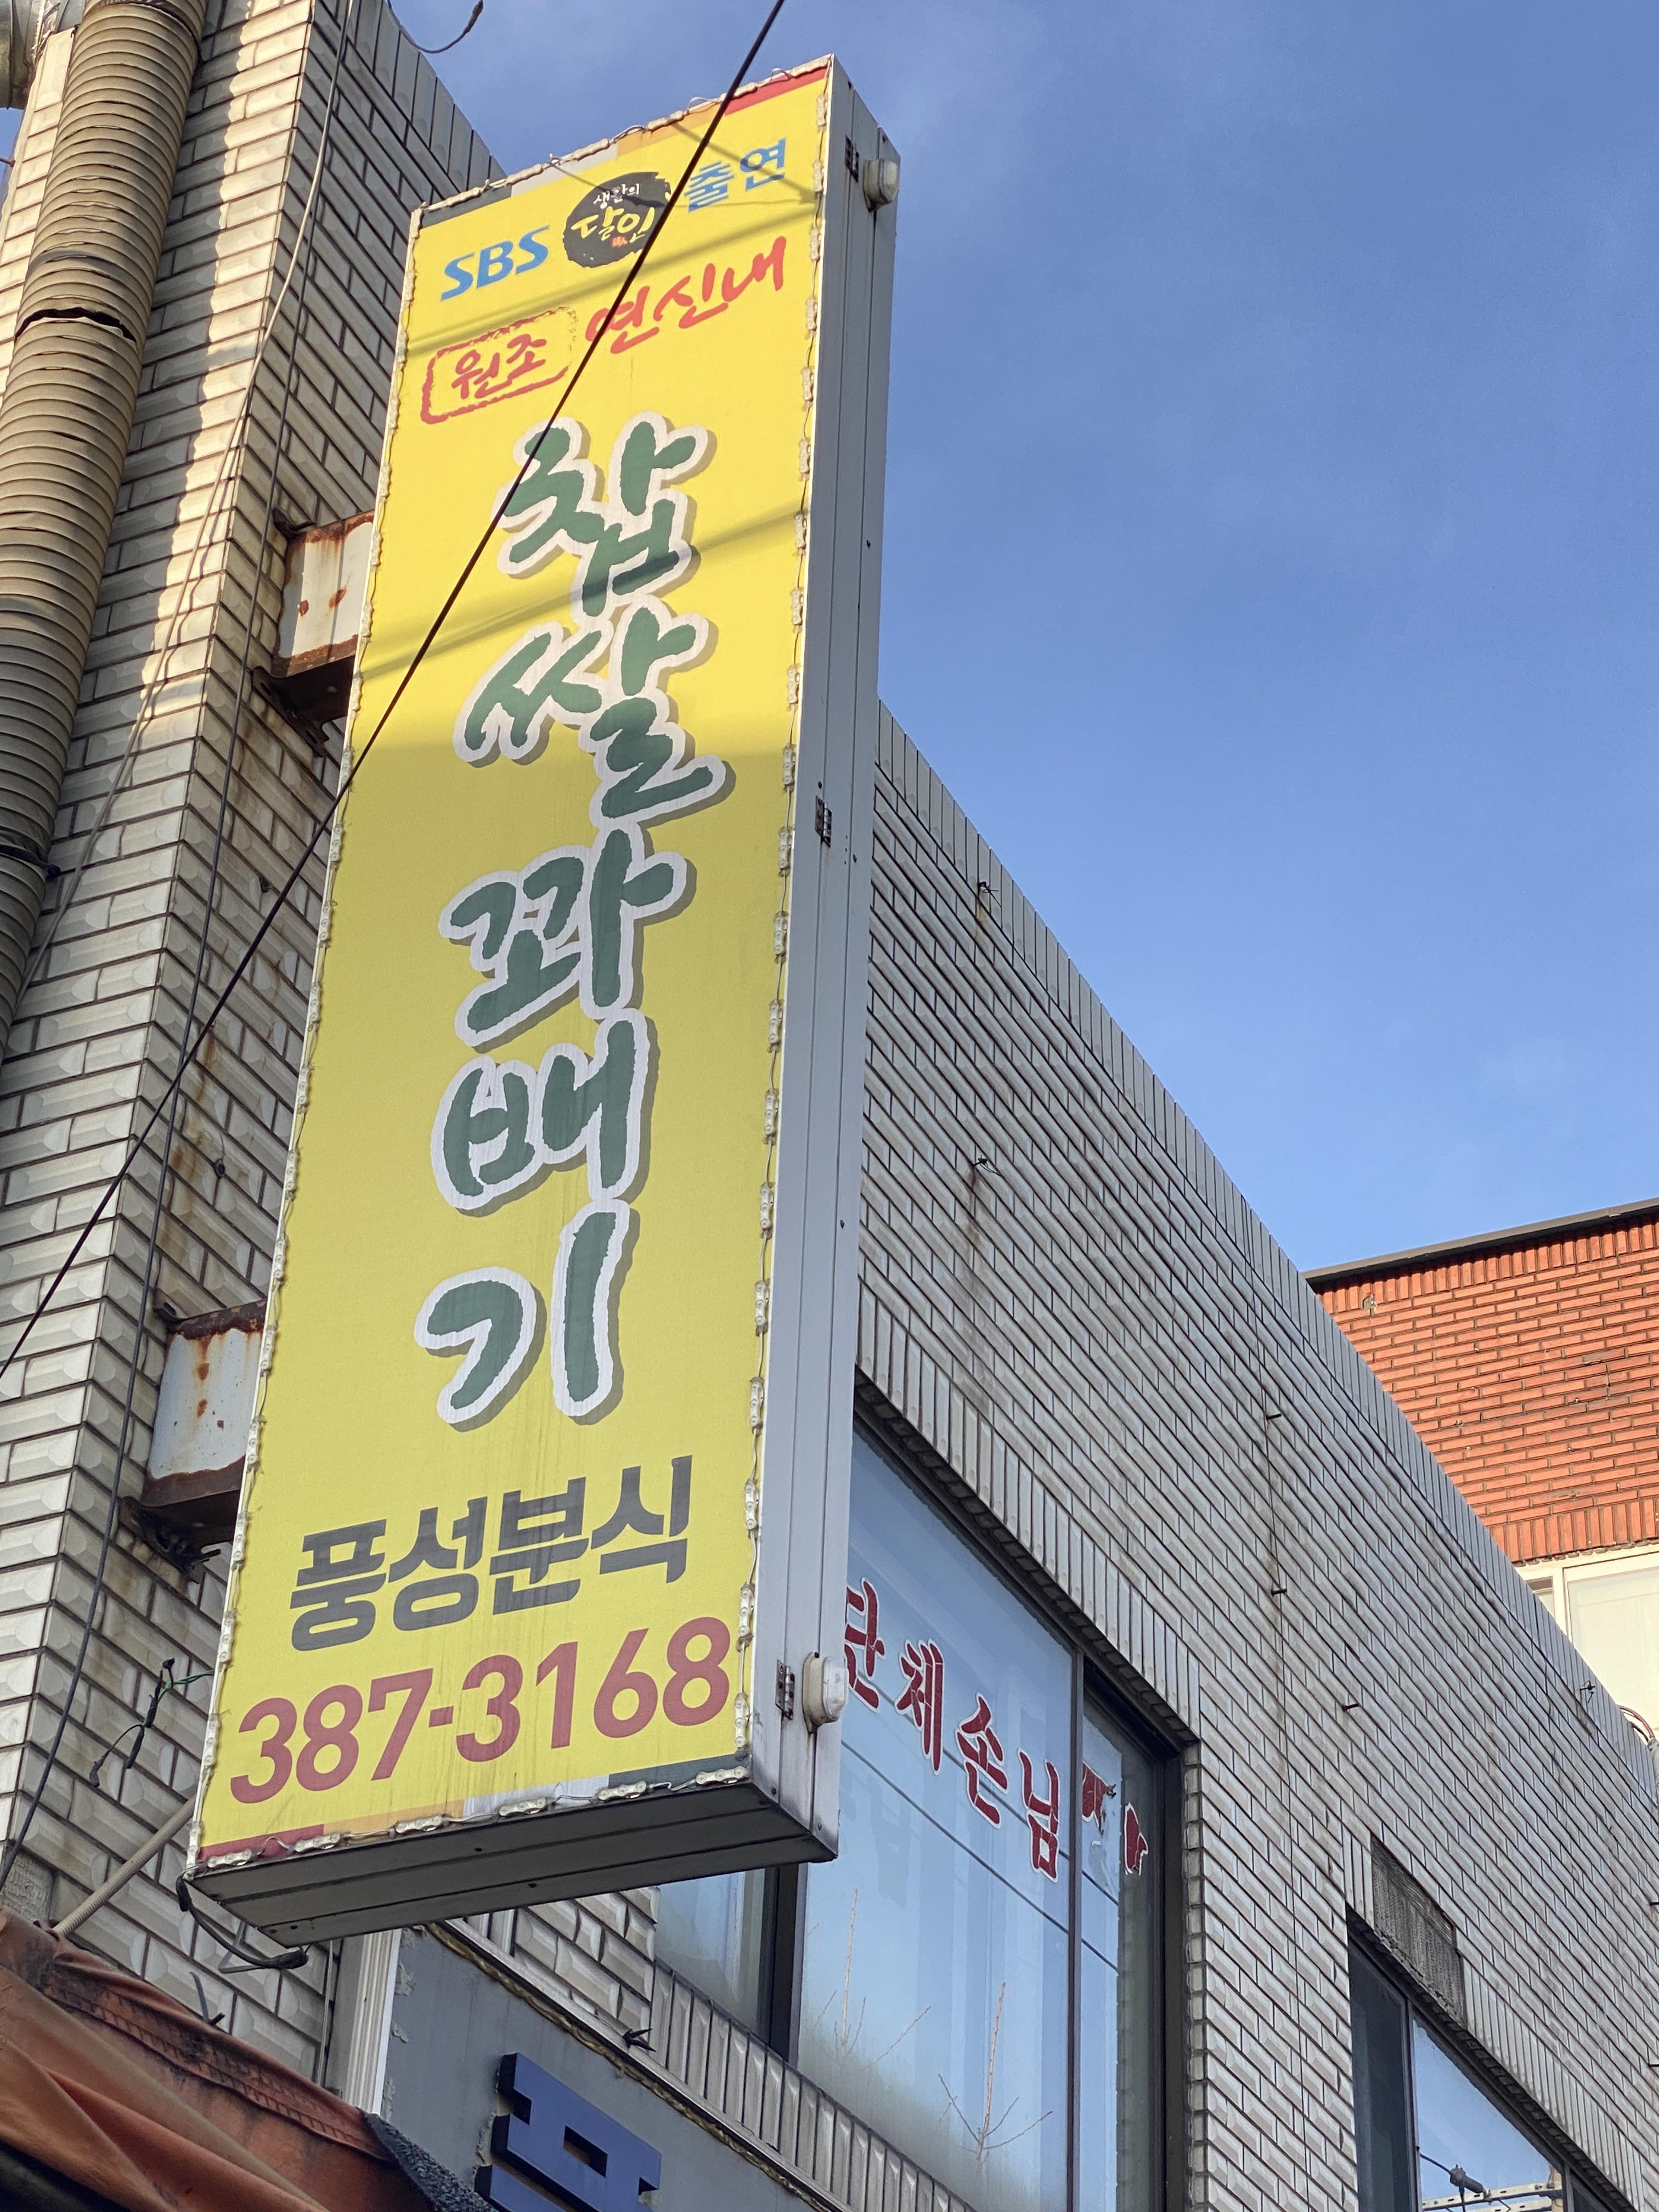 SBS 생활의 달인 출연
원조 연신내
찹쌀꽈배기
풍성분식
387-3168
단체손님